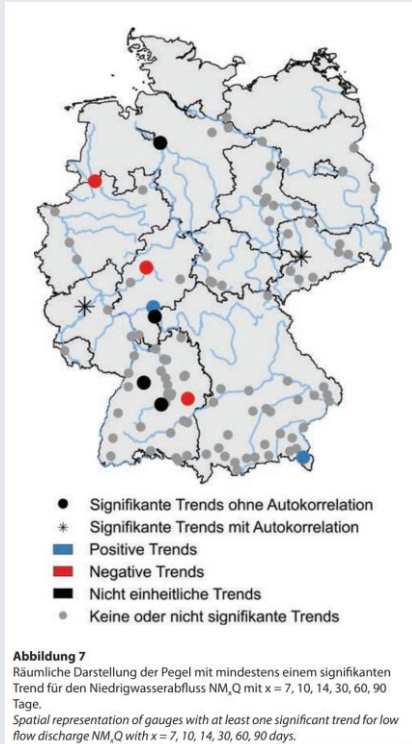 Signifikante Trends ohne Autokorrelation
Signifikante Trends mit Autokorrelation
Positive Trends
Negative Trends
Nicht einheitliche Trends
Keine oder nicht signifikante Trends
Abbildung 7
Räumliche Darstellung der Pegel mit mindestens einem signifikanten
Trend für den Niedrigwasserabfluss NMₓQ mit x = 7, 10, 14, 30, 60, 90
Tage.
Spatial representation of gauges with at least one significant trend for low
flow discharge NMₓQ with x = 7, 10, 14, 30, 60, 90 days.